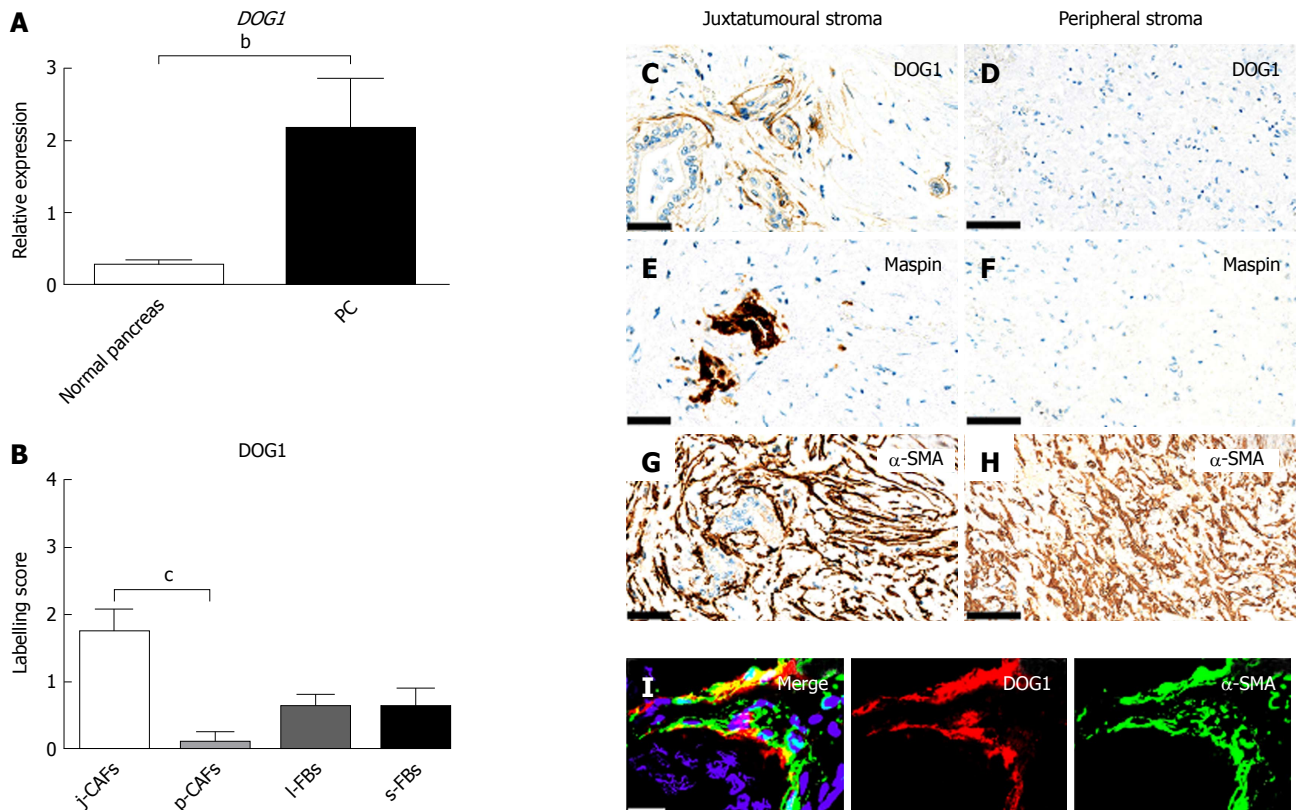 A
DOG1
b
3
2
1
0
Relative expression
Normal pancreas
PC
B
DOG1
c
4
3
2
1
0
Labelling score
j-CAFs
p-CAFs
l-FBs
s-FBs
Juxtatumoural stroma
Peripheral stroma
C
DOG1
D
DOG1
E
Maspin
F
Maspin
G
α-SMA
H
α-SMA
I
Merge
DOG1
α-SMA